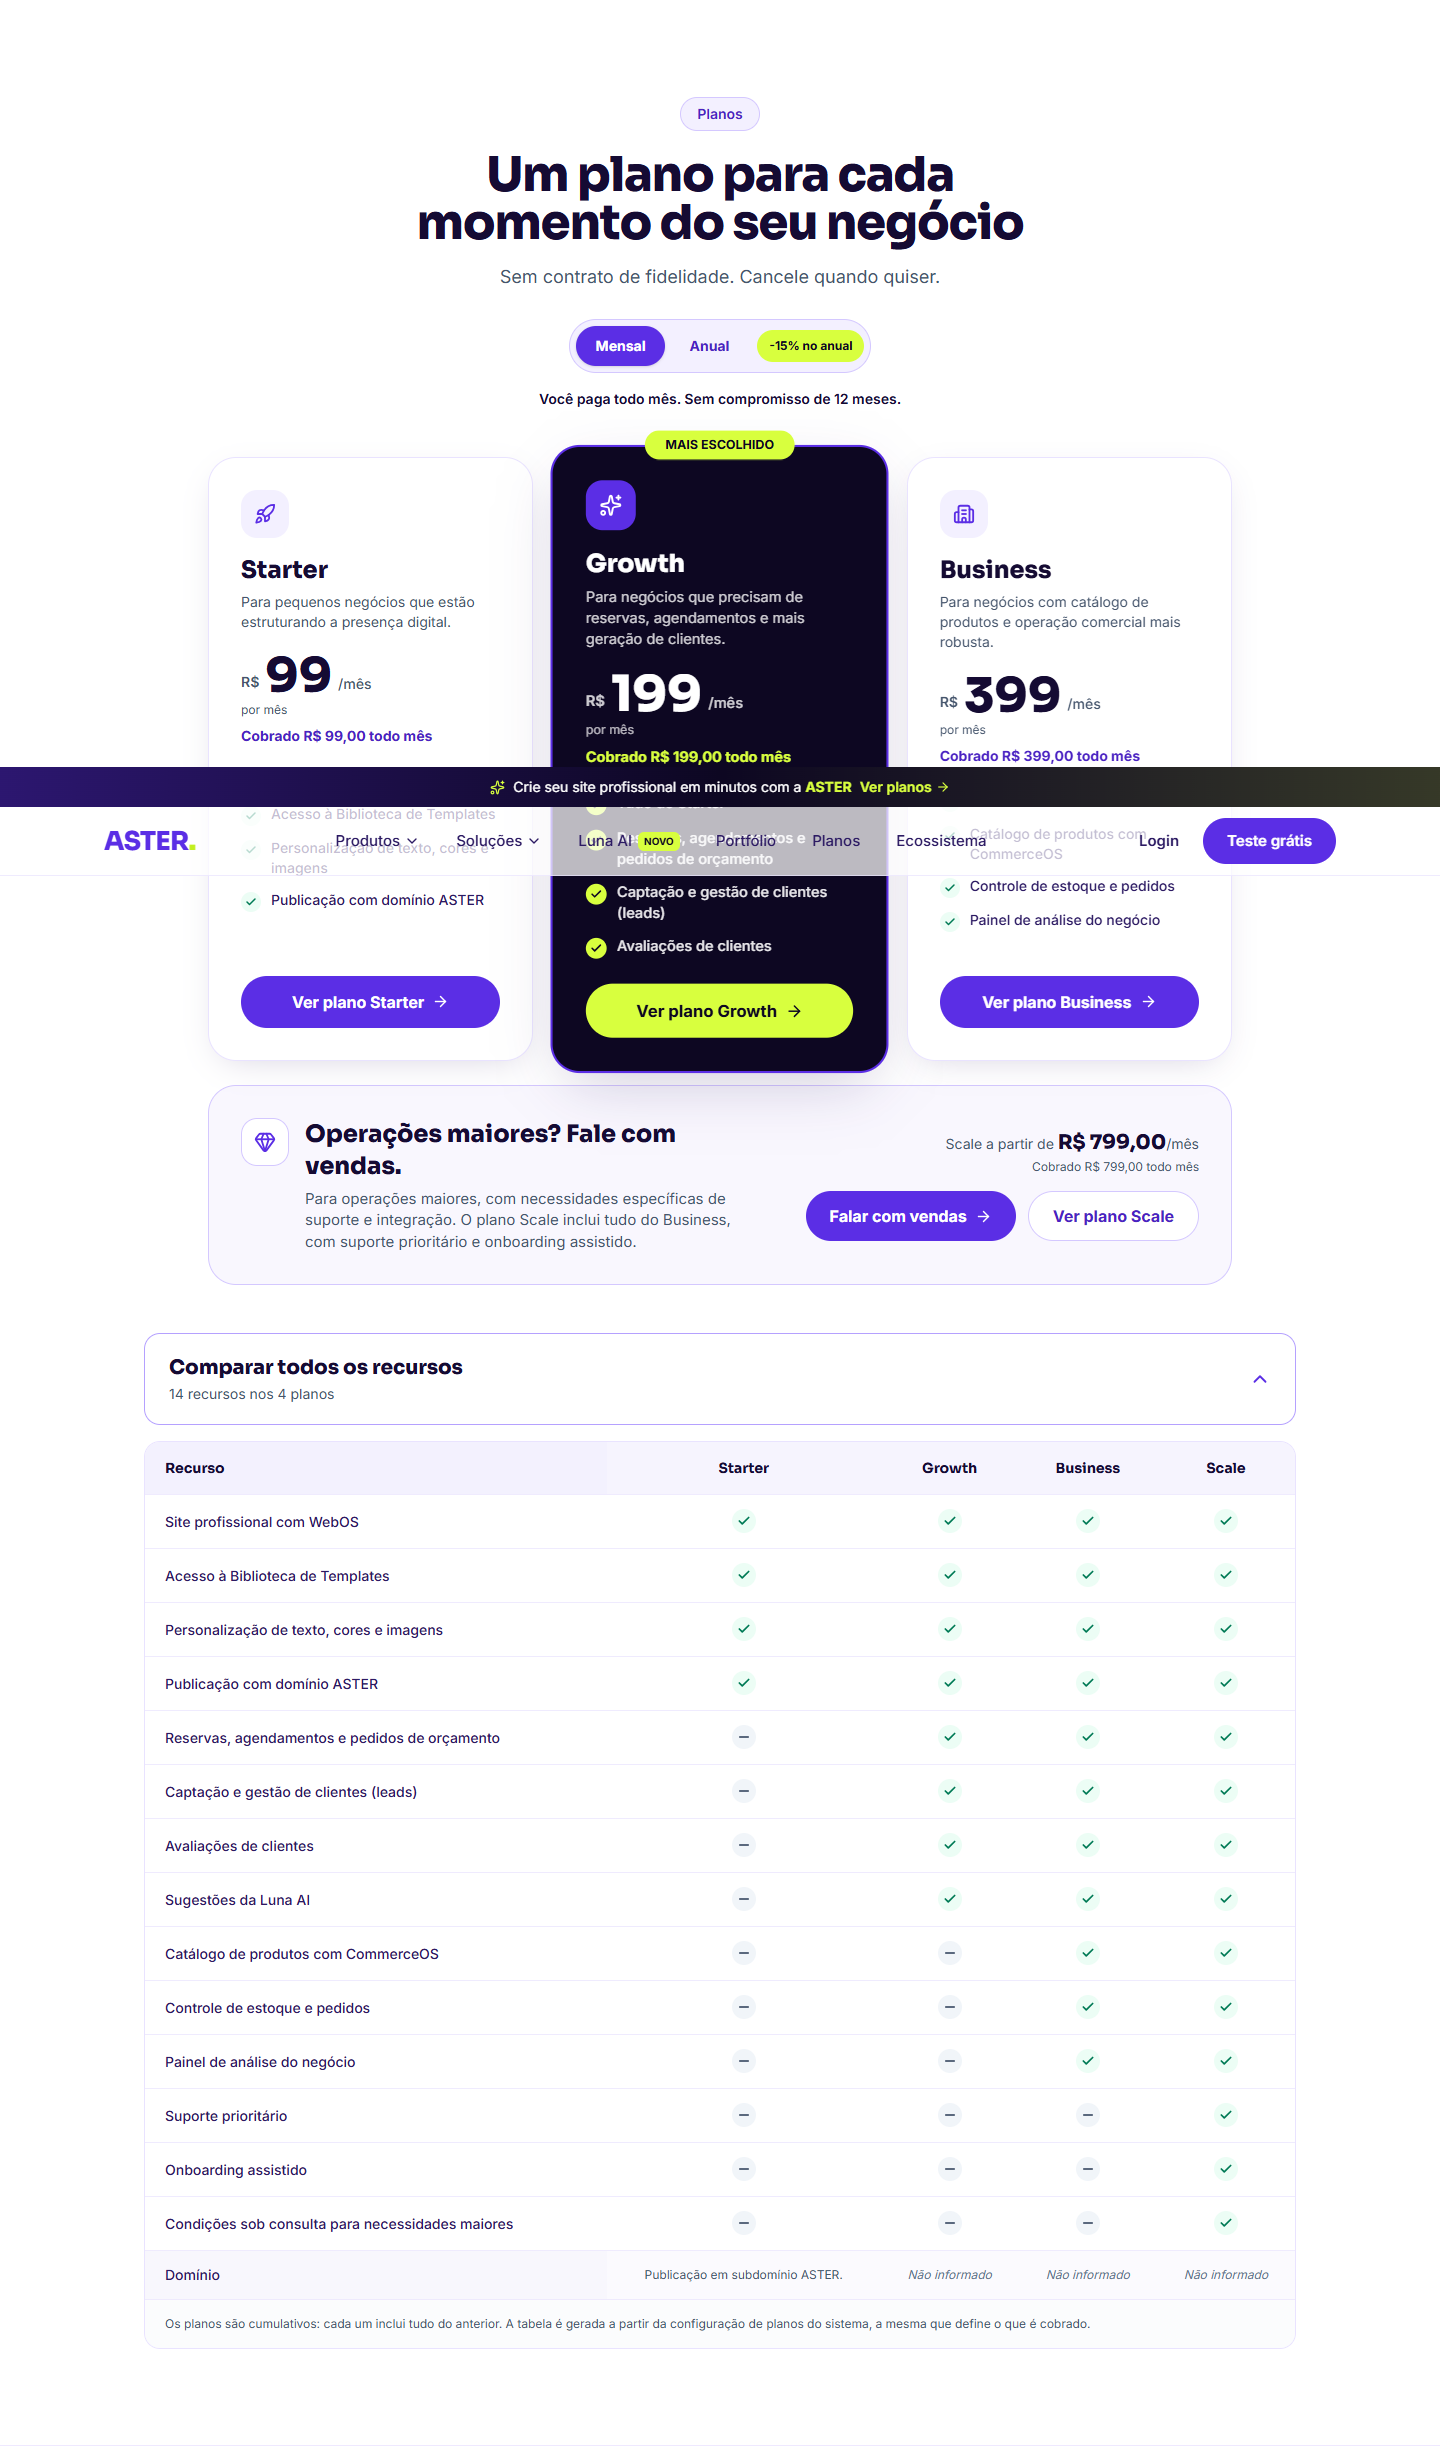 Planos
Um plano para cada
momento do seu negócio
Sem contrato de fidelidade. Cancele quando quiser.
Mensal
Anual
-15% no anual
Você paga todo mês. Sem compromisso de 12 meses.
Starter
Para pequenos negócios que estão
estruturando a presença digital.
R$ 99 /mês
por mês
Cobrado R$ 99,00 todo mês
MAIS ESCOLHIDO
Growth
Para negócios que precisam de
reservas, agendamentos e mais
geração de clientes.
R$ 199 /mês
por mês
Cobrado R$ 199,00 todo mês
Business
Para negócios com catálogo de
produtos e operação comercial mais
robusta.
R$ 399 /mês
por mês
Cobrado R$ 399,00 todo mês
Crie seu site profissional em minutos com a ASTER Ver planos
ASTER.
Produtos
Soluções
Luna AI NOVO
Portfólio
Planos
Ecossistema
Login
Teste grátis
Acesso à Biblioteca de Templates
Personalização de texto, cores e
imagens
Publicação com domínio ASTER
Ver plano Starter
agendamentos e
pedidos de orçamento
Captação e gestão de clientes
(leads)
Avaliações de clientes
Ver plano Growth
Catálogo de produtos com
CommerceOS
Controle de estoque e pedidos
Painel de análise do negócio
Ver plano Business
Operações maiores? Fale com
vendas.
Para operações maiores, com necessidades específicas de
suporte e integração. O plano Scale inclui tudo do Business,
com suporte prioritário e onboarding assistido.
Scale a partir de R$ 799,00/mês
Cobrado R$ 799,00 todo mês
Falar com vendas
Ver plano Scale
Comparar todos os recursos
14 recursos nos 4 planos
Recurso Starter Growth Business Scale
Site profissional com WebOS
Acesso à Biblioteca de Templates
Personalização de texto, cores e imagens
Publicação com domínio ASTER
Reservas, agendamentos e pedidos de orçamento
Captação e gestão de clientes (leads)
Avaliações de clientes
Sugestões da Luna AI
Catálogo de produtos com CommerceOS
Controle de estoque e pedidos
Painel de análise do negócio
Suporte prioritário
Onboarding assistido
Condições sob consulta para necessidades maiores
Domínio Publicação em subdomínio ASTER. Não informado Não informado Não informado
Os planos são cumulativos: cada um inclui tudo do anterior. A tabela é gerada a partir da configuração de planos do sistema, a mesma que define o que é cobrado.